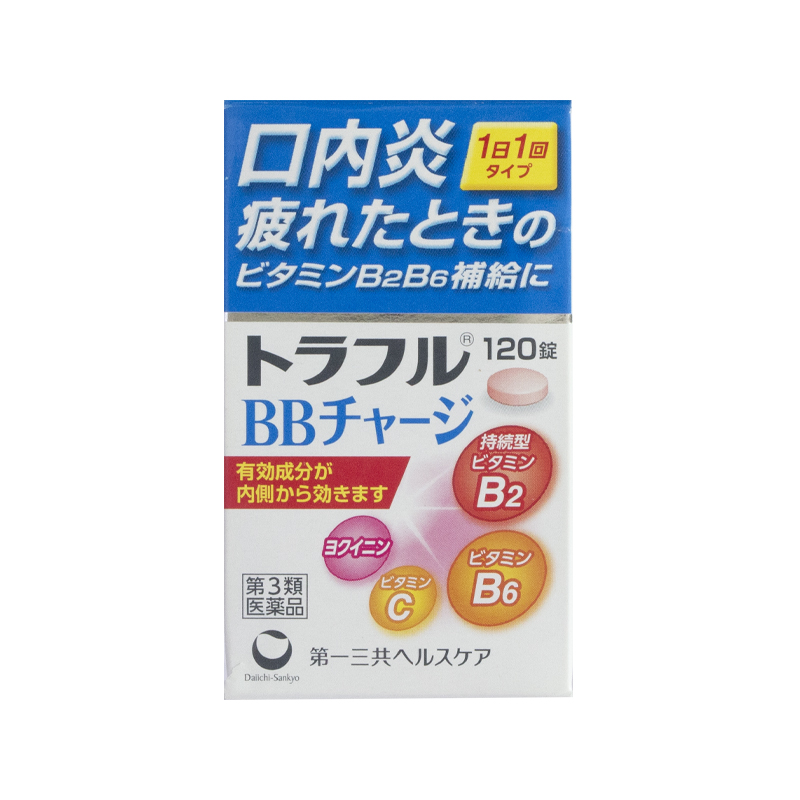 口内炎
1日1回
タイプ
疲れたときの
ビタミンB2B6補給に
トラフル® 120錠
BBチャージ
有効成分が
内側から効きます
持続型
ビタミン
B2
ヨクイニン
ビタミン
B6
ビタミン
C
第3類
医薬品
Daiichi-Sankyo
第一三共ヘルスケア